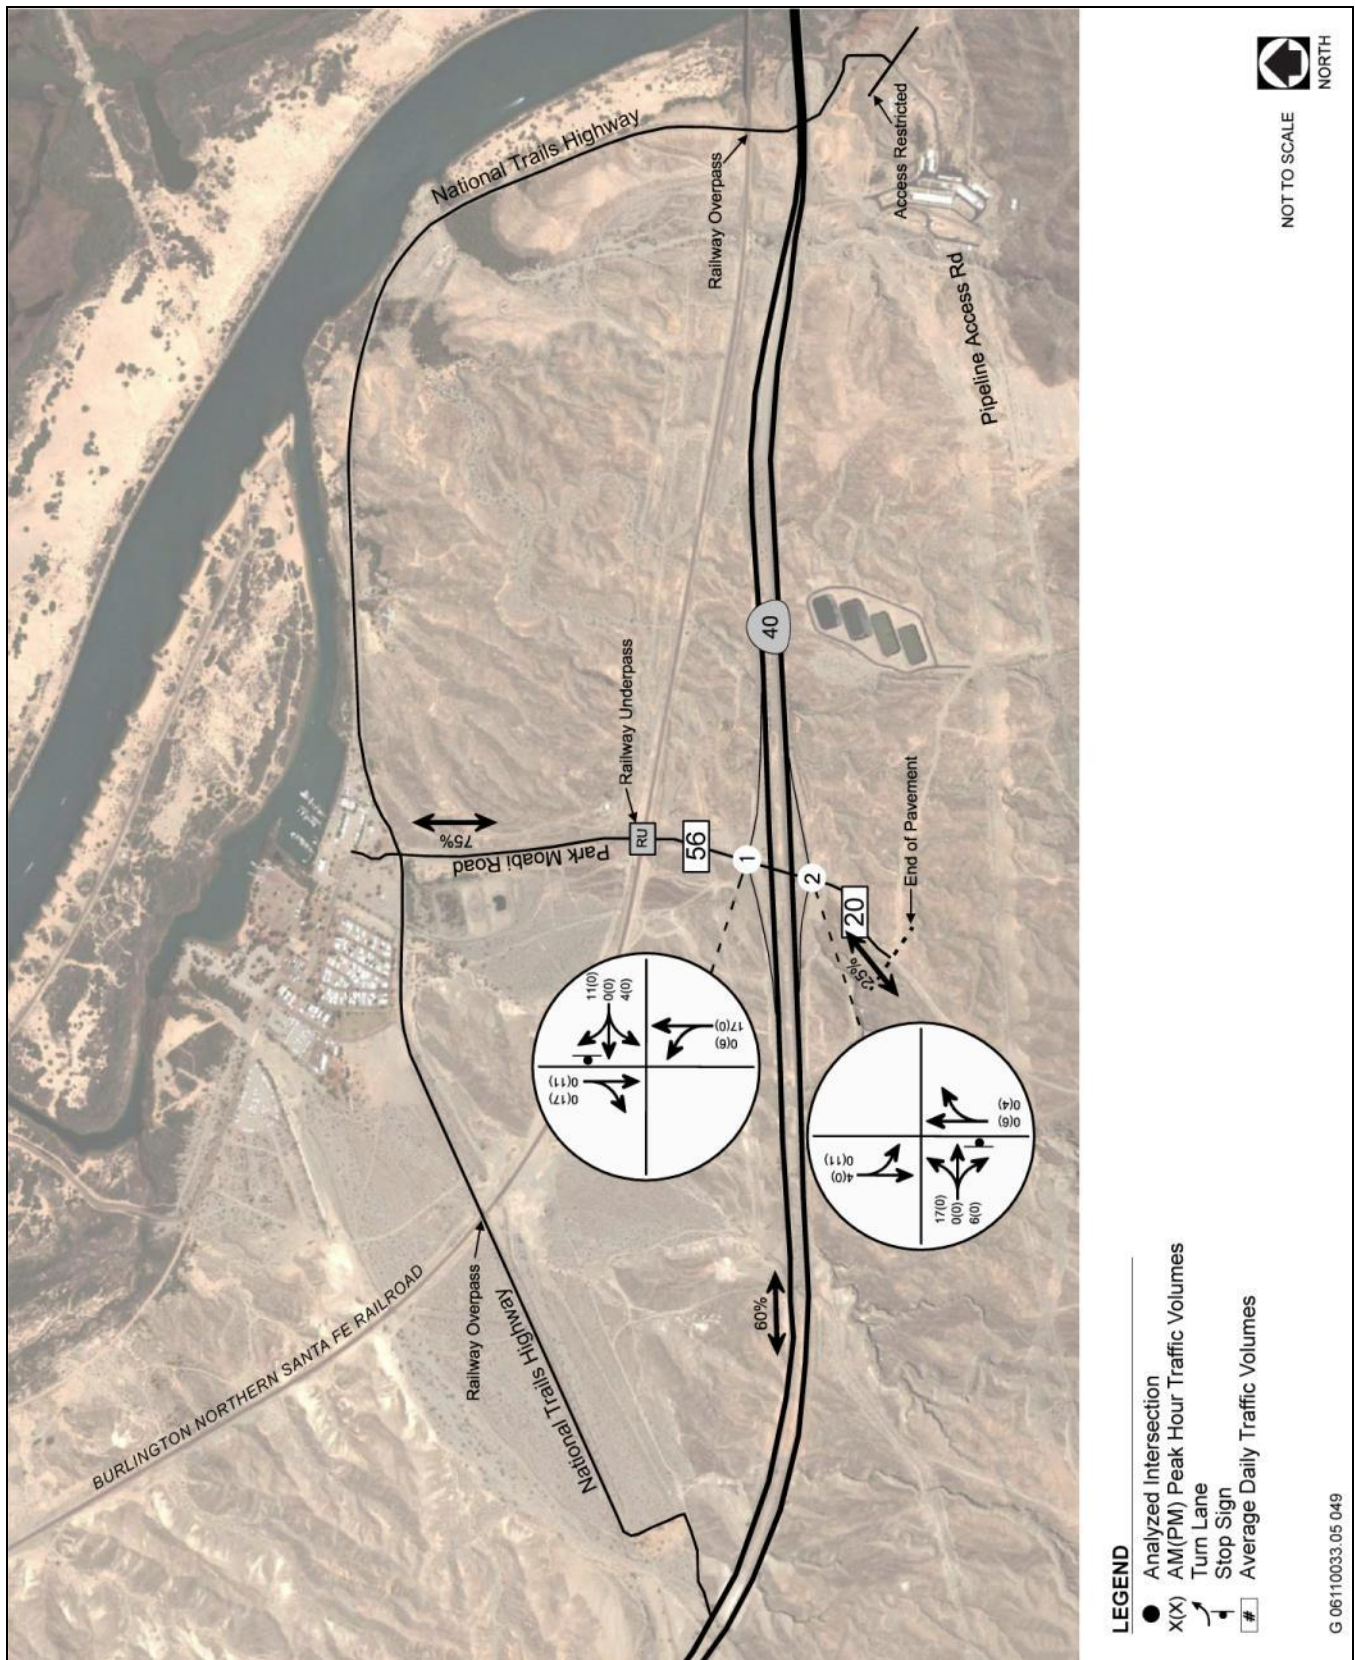 National Trails Highway
Railway Overpass
Access Restricted
Pipeline Access Rd
NOT TO SCALE
NORTH
40
Railway Underpass
RU
75%
Park Moabi Road
56
1
2
20
25%
End of Pavement
11(0)
0(0)
4(0)
0(17)
0(11)
0(6)
17(0)
4(0)
0(11)
17(0)
0(0)
6(0)
0(6)
0(4)
60%
Railway Overpass
National Trails Highway
BURLINGTON NORTHERN SANTA FE RAILROAD
LEGEND
Analyzed Intersection
X(X) AM(PM) Peak Hour Traffic Volumes
Turn Lane
Stop Sign
# Average Daily Traffic Volumes
G 06110033.05 049